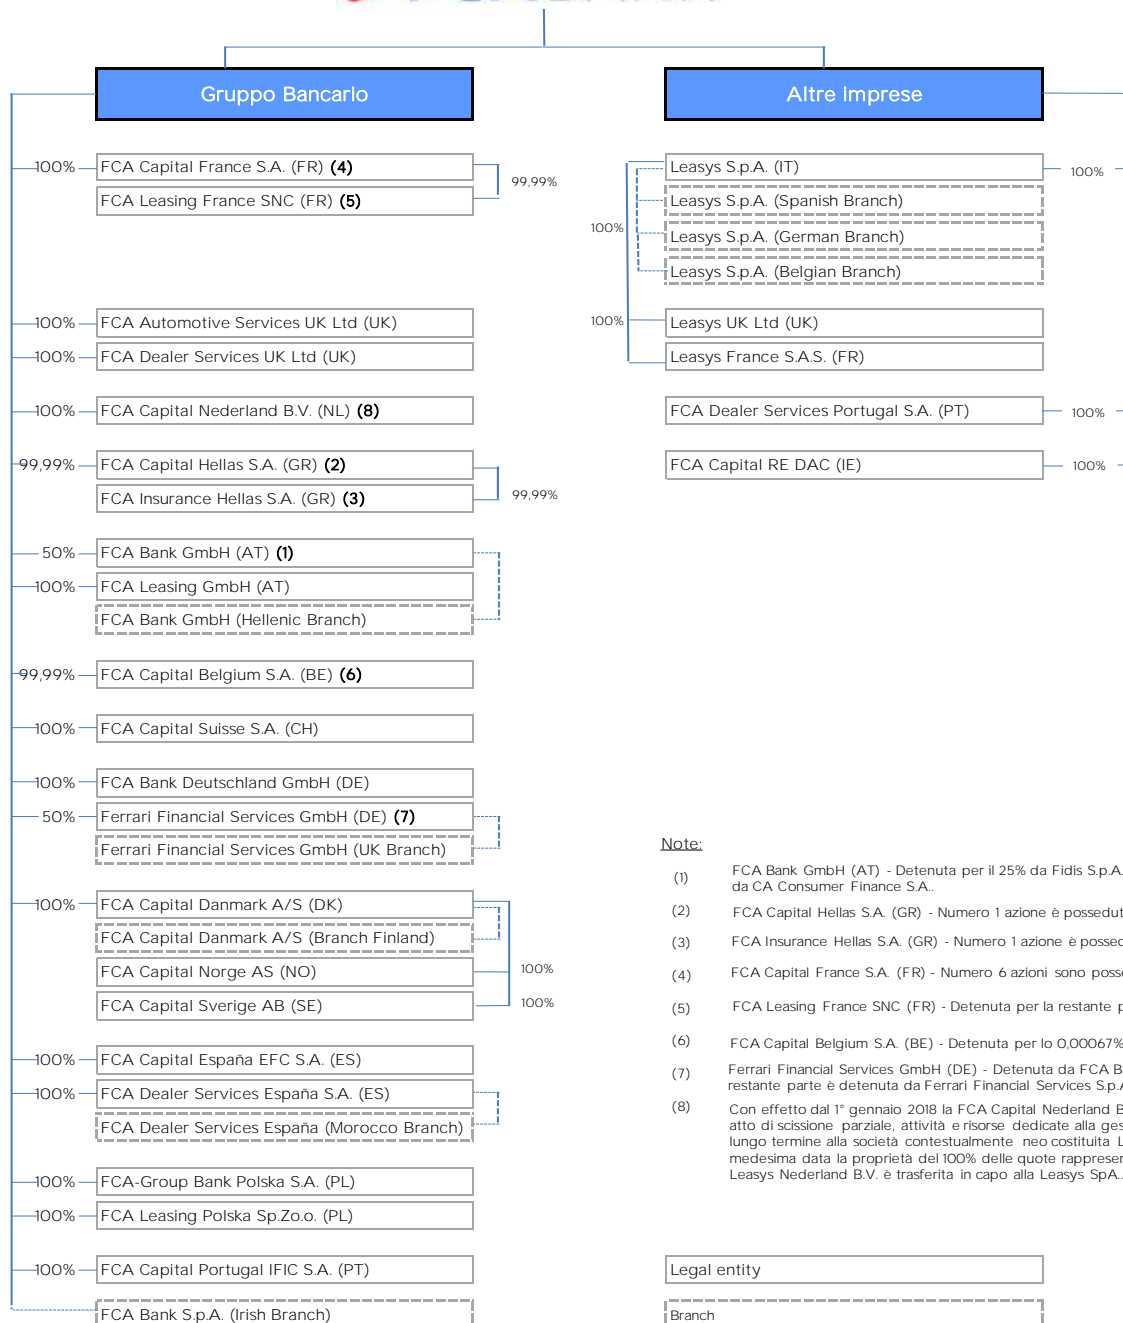 Gruppo Bancario
Altre Imprese
100%
FCA Capital France S.A. (FR) (4)
FCA Leasing France SNC (FR) (5)
99,99%
100%
FCA Automotive Services UK Ltd (UK)
100%
FCA Dealer Services UK Ltd (UK)
100%
FCA Capital Nederland B.V. (NL) (8)
99,99%
FCA Capital Hellas S.A. (GR) (2)
FCA Insurance Hellas S.A. (GR) (3)
99,99%
50%
FCA Bank GmbH (AT) (1)
100%
FCA Leasing GmbH (AT)
FCA Bank GmbH (Hellenic Branch)
99,99%
FCA Capital Belgium S.A. (BE) (6)
100%
FCA Capital Suisse S.A. (CH)
100%
FCA Bank Deutschland GmbH (DE)
50%
Ferrari Financial Services GmbH (DE) (7)
Ferrari Financial Services GmbH (UK Branch)
100%
FCA Capital Danmark A/S (DK)
FCA Capital Danmark A/S (Branch Finland)
FCA Capital Norge AS (NO)
100%
FCA Capital Sverige AB (SE)
100%
100%
FCA Capital España EFC S.A. (ES)
100%
FCA Dealer Services España S.A. (ES)
FCA Dealer Services España (Morocco Branch)
100%
FCA-Group Bank Polska S.A. (PL)
100%
FCA Leasing Polska Sp.Zo.o. (PL)
100%
FCA Capital Portugal IFIC S.A. (PT)
FCA Bank S.p.A. (Irish Branch)
Leasys S.p.A. (IT)
100%
Leasys S.p.A. (Spanish Branch)
100%
Leasys S.p.A. (German Branch)
Leasys S.p.A. (Belgian Branch)
100%
Leasys UK Ltd (UK)
Leasys France S.A.S. (FR)
FCA Dealer Services Portugal S.A. (PT)
100%
FCA Capital RE DAC (IE)
100%
Note:
(1) FCA Bank GmbH (AT) - Detenuta per il 25% da Fidis S.p.A.
da CA Consumer Finance S.A..
(2) FCA Capital Hellas S.A. (GR) - Numero 1 azione è possedut
(3) FCA Insurance Hellas S.A. (GR) - Numero 1 azione è possed
(4) FCA Capital France S.A. (FR) - Numero 6 azioni sono poss
(5) FCA Leasing France SNC (FR) - Detenuta per la restante p
(6) FCA Capital Belgium S.A. (BE) - Detenuta per lo 0,00067%
(7) Ferrari Financial Services GmbH (DE) - Detenuta da FCA B
restante parte è detenuta da Ferrari Financial Services S.p.A
(8) Con effetto dal 1° gennaio 2018 la FCA Capital Nederland B
atto di scissione parziale, attività e risorse dedicate alla ges
lungo termine alla società contestualmente neo costituita L
medesima data la proprietà del 100% delle quote rappreser
Leasys Nederland B.V. è trasferita in capo alla Leasys SpA..
Legal entity
Branch